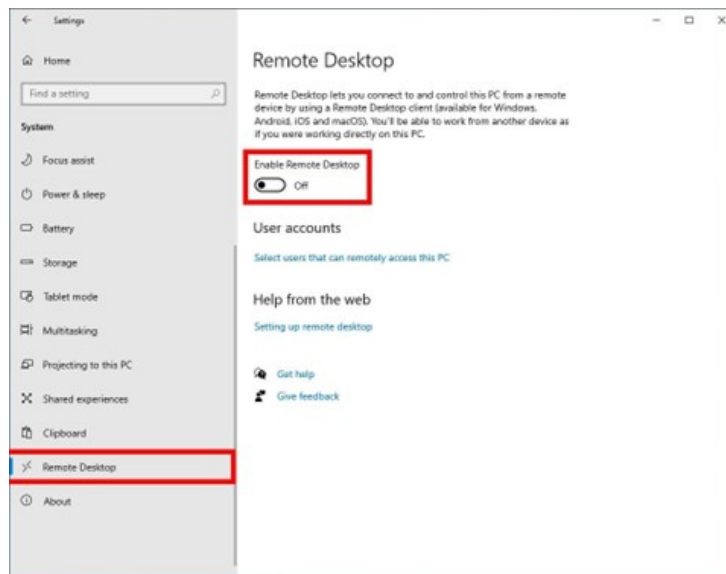 Settings
Home
Find a setting
System
Focus assist
Power & sleep
Battery
Storage
Tablet mode
Multitasking
Projecting to this PC
Shared experiences
Clipboard
Remote Desktop
About
Remote Desktop
Remote Desktop lets you connect to and control this PC from a remote
device by using a Remote Desktop client (available for Windows,
Android, iOS and macOS). You'll be able to work from another device as
if you were working directly on this PC.
Enable Remote Desktop
Off
User accounts
Select users that can remotely access this PC
Help from the web
Setting up remote desktop
Get help
Give feedback